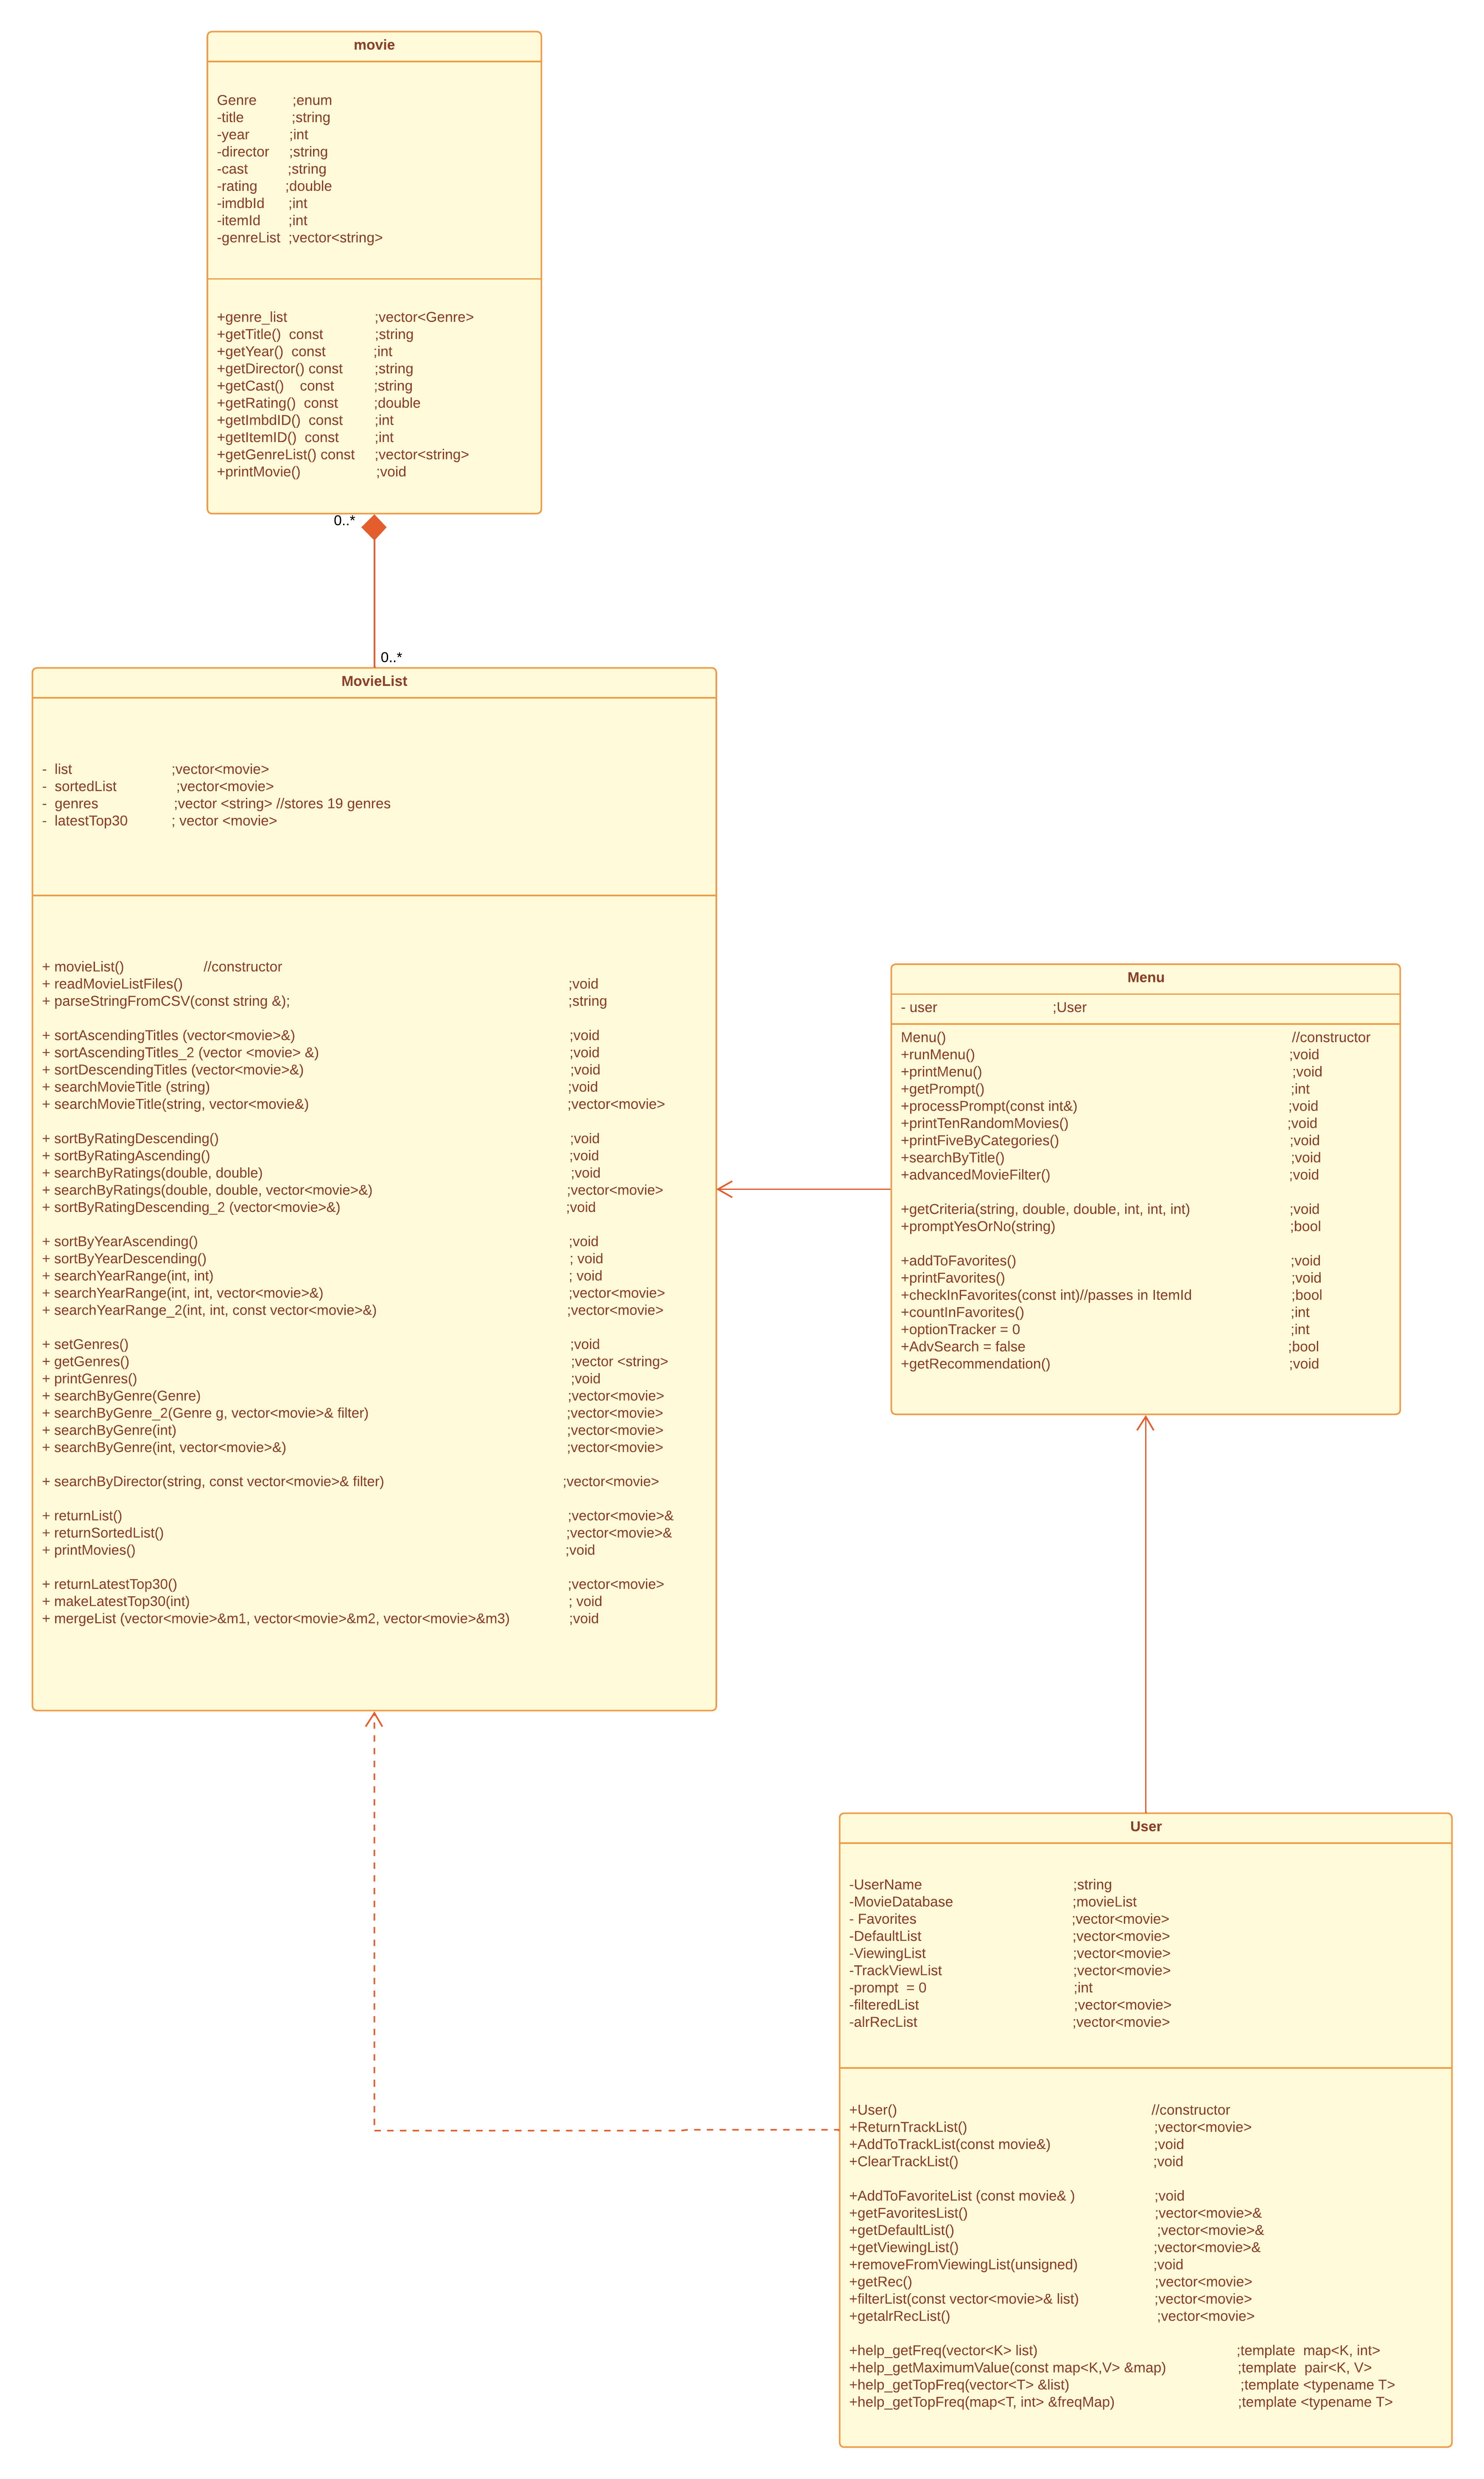 movie
Genre ;enum
-title ;string
-year ;int
-director ;string
-cast ;string
-rating ;double
-imdbId ;int
-itemId ;int
-genreList ;vector<string>
+genre_list ;vector<Genre>
+getTitle() const ;string
+getYear() const ;int
+getDirector() const ;string
+getCast() const ;string
+getRating() const ;double
+getImbdID() const ;int
+getItemID() const ;int
+getGenreList() const ;vector<string>
+printMovie() ;void
0..*
0..*
MovieList
- list ;vector<movie>
- sortedList ;vector<movie>
- genres ;vector <string> //stores 19 genres
- latestTop30 ; vector <movie>
+ movieList() //constructor
+ readMovieListFiles() ;void
+ parseStringFromCSV(const string &); ;string
+ sortAscendingTitles (vector<movie>&) ;void
+ sortAscendingTitles_2 (vector <movie> &) ;void
+ sortDescendingTitles (vector<movie>&) ;void
+ searchMovieTitle (string) ;void
+ searchMovieTitle(string, vector<movie&) ;vector<movie>
+ sortByRatingDescending() ;void
+ sortByRatingAscending() ;void
+ searchByRatings(double, double) ;void
+ searchByRatings(double, double, vector<movie>&) ;vector<movie>
+ sortByRatingDescending_2 (vector<movie>&) ;void
+ sortByYearAscending() ;void
+ sortByYearDescending() ; void
+ searchYearRange(int, int) ; void
+ searchYearRange(int, int, vector<movie>&) ;vector<movie>
+ searchYearRange_2(int, int, const vector<movie>&) ;vector<movie>
+ setGenres() ;void
+ getGenres() ;vector <string>
+ printGenres() ;void
+ searchByGenre(Genre) ;vector<movie>
+ searchByGenre_2(Genre g, vector<movie>& filter) ;vector<movie>
+ searchByGenre(int) ;vector<movie>
+ searchByGenre(int, vector<movie>&) ;vector<movie>
+ searchByDirector(string, const vector<movie>& filter) ;vector<movie>
+ returnList() ;vector<movie>&
+ returnSortedList() ;vector<movie>&
+ printMovies() ;void
+ returnLatestTop30() ;vector<movie>
+ makeLatestTop30(int) ; void
+ mergeList (vector<movie>&m1, vector<movie>&m2, vector<movie>&m3) ;void
Menu
- user ;User
Menu() //constructor
+runMenu() ;void
+printMenu() ;void
+getPrompt() ;int
+processPrompt(const int&) ;void
+printTenRandomMovies() ;void
+printFiveByCategories() ;void
+searchByTitle() ;void
+advancedMovieFilter() ;void
+getCriteria(string, double, double, int, int, int) ;void
+promptYesOrNo(string) ;bool
+addToFavorites() ;void
+printFavorites() ;void
+checkInFavorites(const int)//passes in ItemId ;bool
+countInFavorites() ;int
+optionTracker = 0 ;int
+AdvSearch = false ;bool
+getRecommendation() ;void
User
-UserName ;string
-MovieDatabase ;movieList
- Favorites ;vector<movie>
-DefaultList ;vector<movie>
-ViewingList ;vector<movie>
-TrackViewList ;vector<movie>
-prompt = 0 ;int
-filteredList ;vector<movie>
-alrRecList ;vector<movie>
+User() //constructor
+ReturnTrackList() ;vector<movie>
+AddToTrackList(const movie&) ;void
+ClearTrackList() ;void
+AddToFavoriteList (const movie& ) ;void
+getFavoritesList() ;vector<movie>&
+getDefaultList() ;vector<movie>&
+getViewingList() ;vector<movie>&
+removeFromViewingList(unsigned) ;void
+getRec() ;vector<movie>
+filterList(const vector<movie>& list) ;vector<movie>
+getalrRecList() ;vector<movie>
+help_getFreq(vector<K> list) ;template map<K, int>
+help_getMaximumValue(const map<K,V> &map) ;template pair<K, V>
+help_getTopFreq(vector<T> &list) ;template <typename T>
+help_getTopFreq(map<T, int> &freqMap) ;template <typename T>